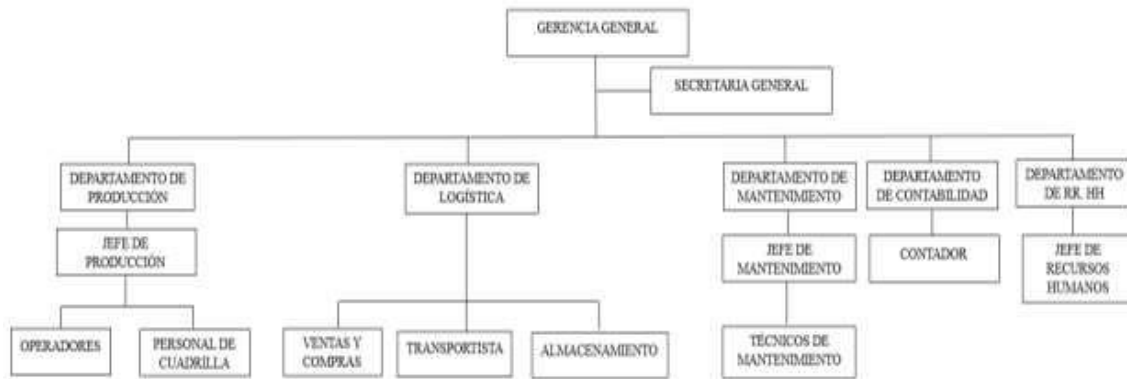 GERENCIA GENERAL
SECRETARIA GENERAL
DEPARTAMENTO DE
PRODUCCIÓN
DEPARTAMENTO DE
LOGÍSTICA
DEPARTAMENTO DE
MANTENIMIENTO
DEPARTAMENTO
DE CONTABILIDAD
DEPARTAMENTO
DE RR. HH
JEFE DE
PRODUCCIÓN
JEFE DE
MANTENIMIENTO
CONTADOR
JEFE DE
RECURSOS
HUMANOS
OPERADORES
PERSONAL DE
CUADRILLA
VENTAS Y
COMPRAS
TRANSPORTISTA
ALMACENAMIENTO
TÉCNICOS DE
MANTENIMIENTO